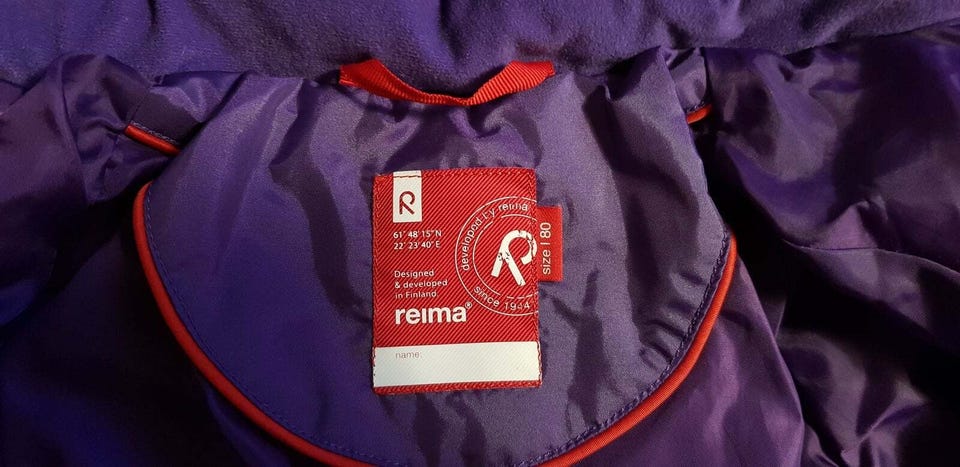 R
61° 48' 15" N
22° 23' 40" E
Designed
& developed
in Finland.
reima®
name:
developed by reima
R
since 1944
size | 80